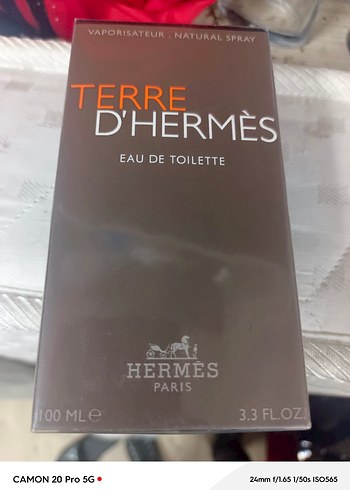 VAPORISATEUR . NATURAL SPRAY
TERRE
D'HERMÈS
EAU DE TOILETTE
HERMÈS
PARIS
100 ML ℮
3.3 FL.OZ.
CAMON 20 Pro 5G
24mm f/1.65 1/50s ISO565